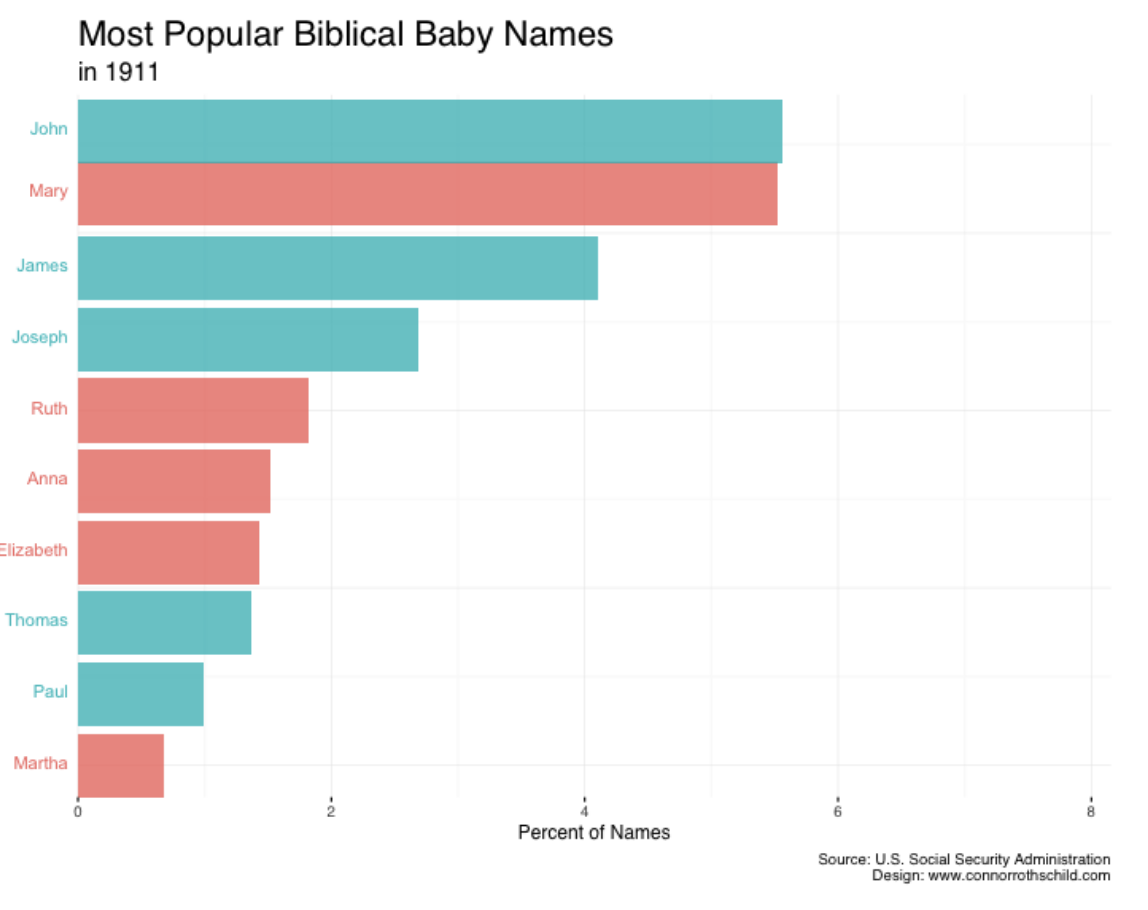 Most Popular Biblical Baby Names
in 1911
John
Mary
James
Joseph
Ruth
Anna
Elizabeth
Thomas
Paul
Martha
0 2 4 6 8
Percent of Names
Source: U.S. Social Security Administration
Design: www.connorrothschild.com